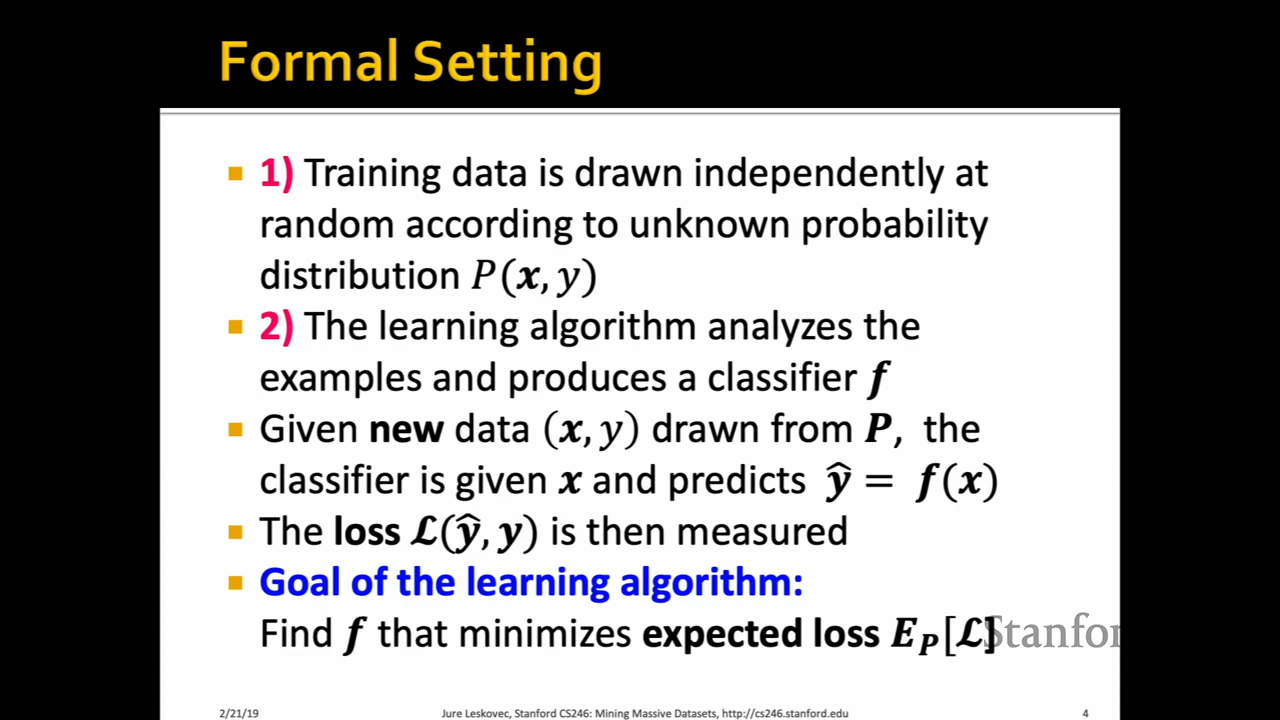 Formal Setting
▪ 1) Training data is drawn independently at
random according to unknown probability
distribution P(x, y)
▪ 2) The learning algorithm analyzes the
examples and produces a classifier f
▪ Given new data (x, y) drawn from P, the
classifier is given x and predicts ŷ = f(x)
▪ The loss ℒ(ŷ, y) is then measured
▪ Goal of the learning algorithm:
Find f that minimizes expected loss E_P[ℒ]
Stanfor
2/21/19
Jure Leskovec, Stanford CS246: Mining Massive Datasets, http://cs246.stanford.edu
4